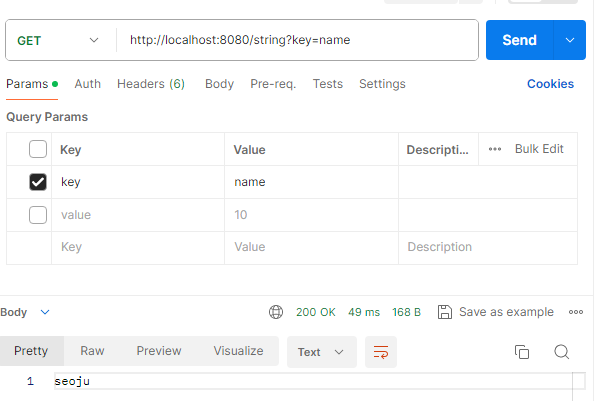 GET http://localhost:8080/string?key=name Send
Params Auth Headers (6) Body Pre-req. Tests Settings Cookies
Query Params
Key Value Descripti... Bulk Edit
key name
value 10
Key Value Description
Body 200 OK 49 ms 168 B Save as example
Pretty Raw Preview Visualize Text
1 seoju